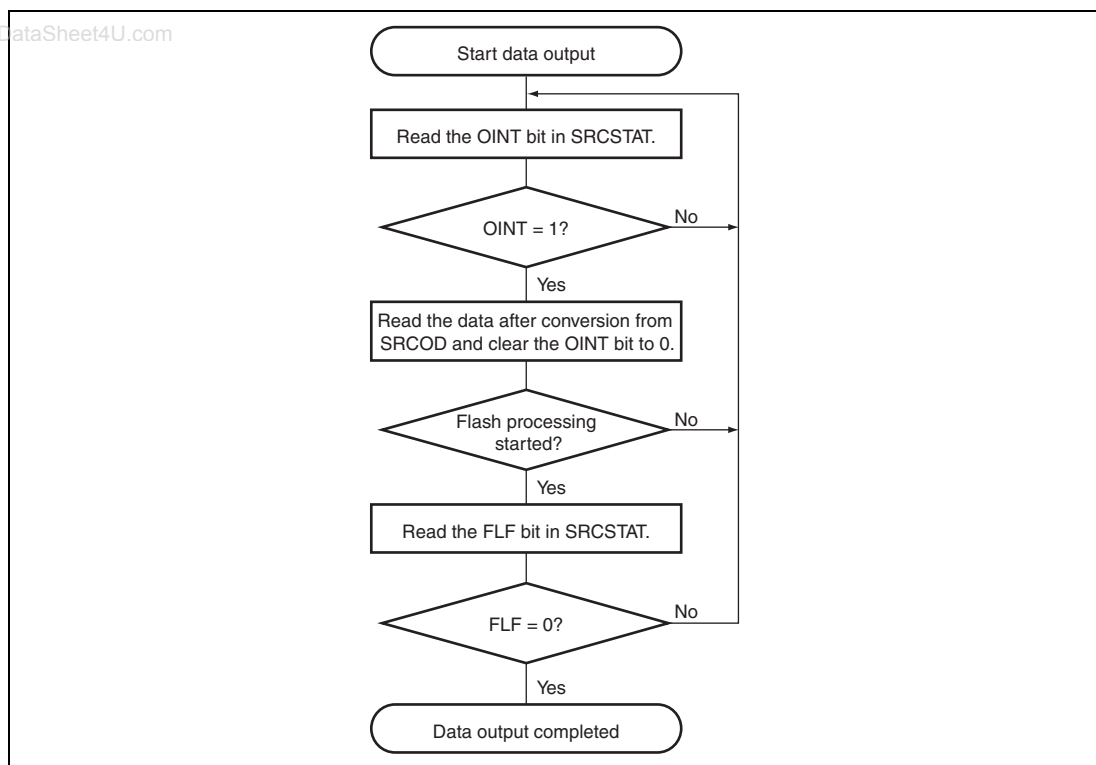 DataSheet4U.com
Start data output
Read the OINT bit in SRCSTAT.
OINT = 1?
No
Yes
Read the data after conversion from
SRCOD and clear the OINT bit to 0.
Flash processing
started?
No
Yes
Read the FLF bit in SRCSTAT.
FLF = 0?
No
Yes
Data output completed